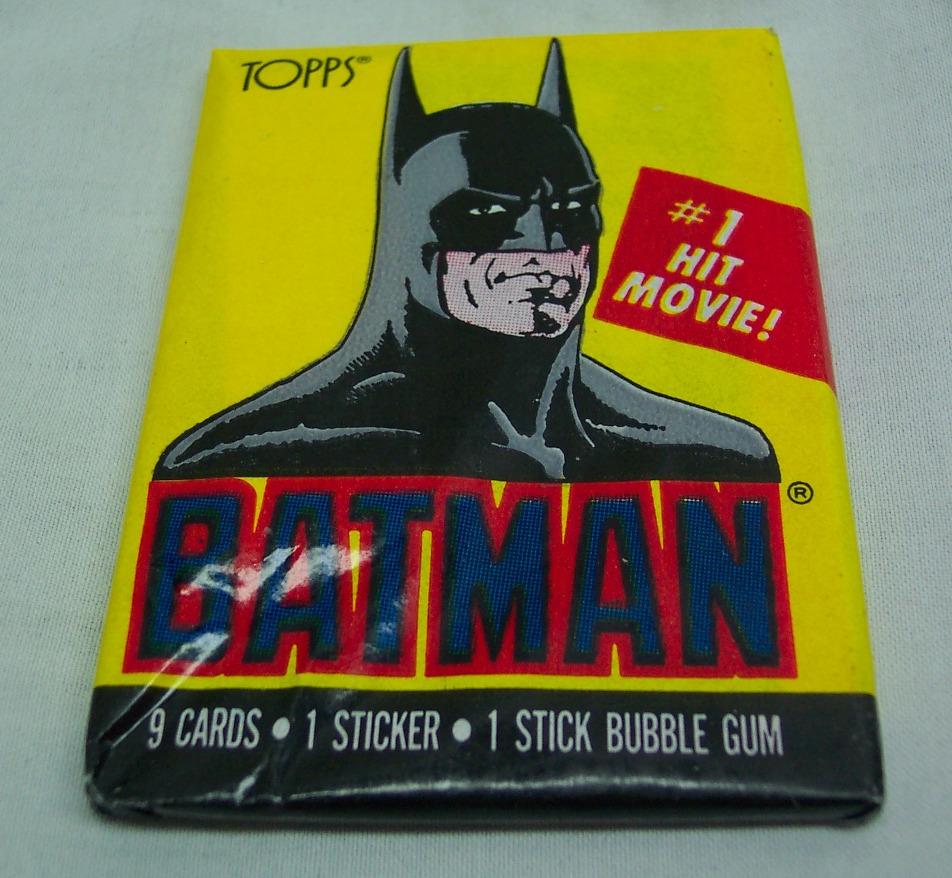 TOPPS®
#1
HIT
MOVIE!
BATMAN®
9 CARDS • 1 STICKER • 1 STICK BUBBLE GUM